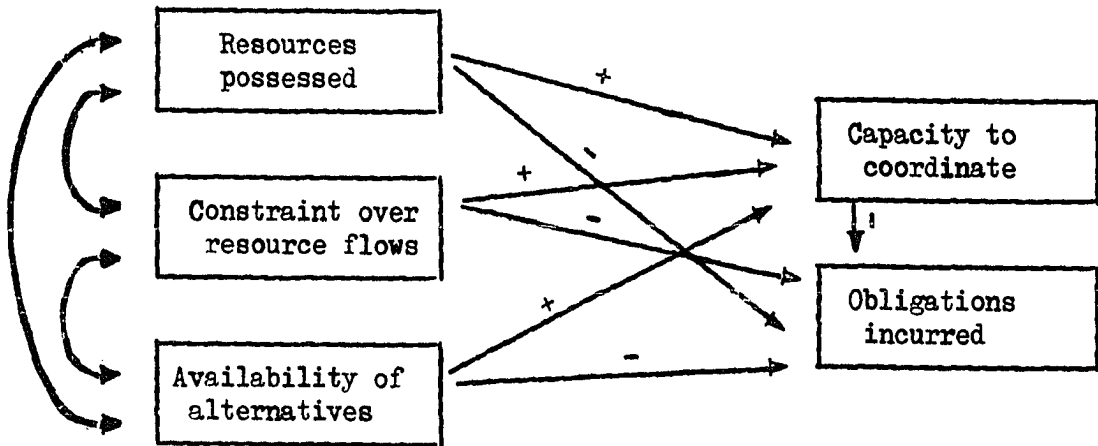 Resources
possessed
Constraint over
resource flows
Availability of
alternatives
+
-
+
-
+
-
Capacity to
coordinate
Obligations
incurred